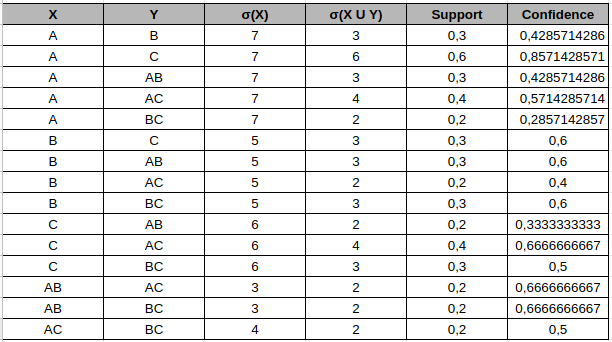 X Y σ(X) σ(X U Y) Support Confidence
A B 7 3 0,3 0,4285714286
A C 7 6 0,6 0,8571428571
A AB 7 3 0,3 0,4285714286
A AC 7 4 0,4 0,5714285714
A BC 7 2 0,2 0,2857142857
B C 5 3 0,3 0,6
B AB 5 3 0,3 0,6
B AC 5 2 0,2 0,4
B BC 5 3 0,3 0,6
C AB 6 2 0,2 0,3333333333
C AC 6 4 0,4 0,6666666667
C BC 6 3 0,3 0,5
AB AC 3 2 0,2 0,6666666667
AB BC 3 2 0,2 0,6666666667
AC BC 4 2 0,2 0,5